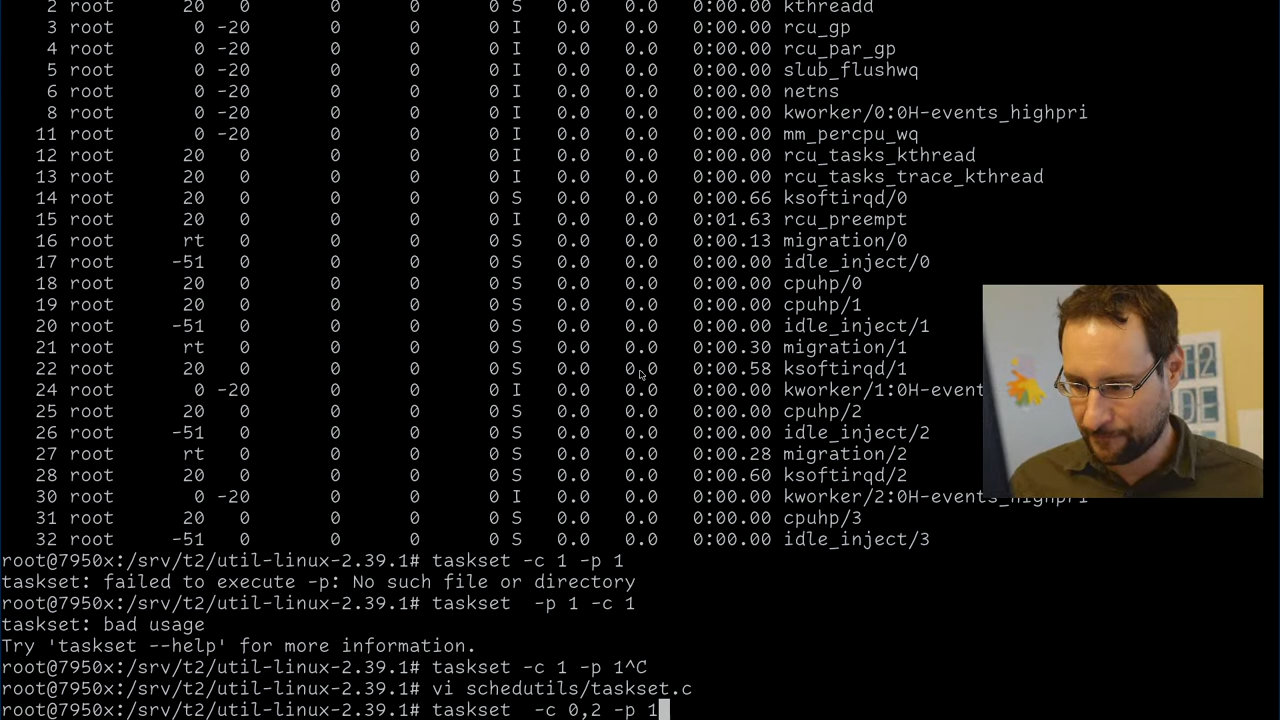 2 root 20 0 0 0 0 S 0.0 0.0 0:00.00 kthreadd
3 root 0 -20 0 0 0 I 0.0 0.0 0:00.00 rcu_gp
4 root 0 -20 0 0 0 I 0.0 0.0 0:00.00 rcu_par_gp
5 root 0 -20 0 0 0 I 0.0 0.0 0:00.00 slub_flushwq
6 root 0 -20 0 0 0 I 0.0 0.0 0:00.00 netns
8 root 0 -20 0 0 0 I 0.0 0.0 0:00.00 kworker/0:0H-events_highpri
11 root 0 -20 0 0 0 I 0.0 0.0 0:00.00 mm_percpu_wq
12 root 20 0 0 0 0 I 0.0 0.0 0:00.00 rcu_tasks_kthread
13 root 20 0 0 0 0 I 0.0 0.0 0:00.00 rcu_tasks_trace_kthread
14 root 20 0 0 0 0 S 0.0 0.0 0:00.66 ksoftirqd/0
15 root 20 0 0 0 0 I 0.0 0.0 0:01.63 rcu_preempt
16 root rt 0 0 0 0 S 0.0 0.0 0:00.13 migration/0
17 root -51 0 0 0 0 S 0.0 0.0 0:00.00 idle_inject/0
18 root 20 0 0 0 0 S 0.0 0.0 0:00.00 cpuhp/0
19 root 20 0 0 0 0 S 0.0 0.0 0:00.00 cpuhp/1
20 root -51 0 0 0 0 S 0.0 0.0 0:00.00 idle_inject/1
21 root rt 0 0 0 0 S 0.0 0.0 0:00.30 migration/1
22 root 20 0 0 0 0 S 0.0 0.0 0:00.58 ksoftirqd/1
24 root 0 -20 0 0 0 I 0.0 0.0 0:00.00 kworker/1:0H-event
25 root 20 0 0 0 0 S 0.0 0.0 0:00.00 cpuhp/2
26 root -51 0 0 0 0 S 0.0 0.0 0:00.00 idle_inject/2
27 root rt 0 0 0 0 S 0.0 0.0 0:00.28 migration/2
28 root 20 0 0 0 0 S 0.0 0.0 0:00.60 ksoftirqd/2
30 root 0 -20 0 0 0 I 0.0 0.0 0:00.00 kworker/2:0H-events_highpri
31 root 20 0 0 0 0 S 0.0 0.0 0:00.00 cpuhp/3
32 root -51 0 0 0 0 S 0.0 0.0 0:00.00 idle_inject/3
root@7950x:/srv/t2/util-linux-2.39.1# taskset -c 1 -p 1
taskset: failed to execute -p: No such file or directory
root@7950x:/srv/t2/util-linux-2.39.1# taskset  -p 1 -c 1
taskset: bad usage
Try 'taskset --help' for more information.
root@7950x:/srv/t2/util-linux-2.39.1# taskset -c 1 -p 1^C
root@7950x:/srv/t2/util-linux-2.39.1# vi schedutils/taskset.c
root@7950x:/srv/t2/util-linux-2.39.1# taskset  -c 0,2 -p 1